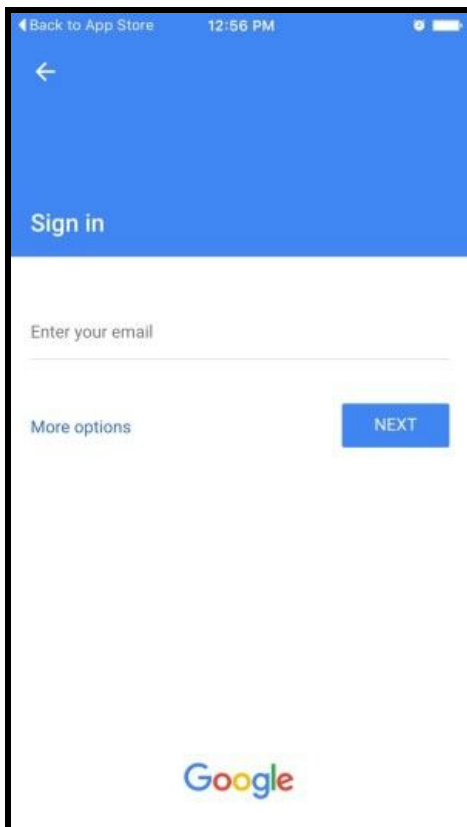 Back to App Store 12:56 PM
Sign in
Enter your email
More options NEXT
Google